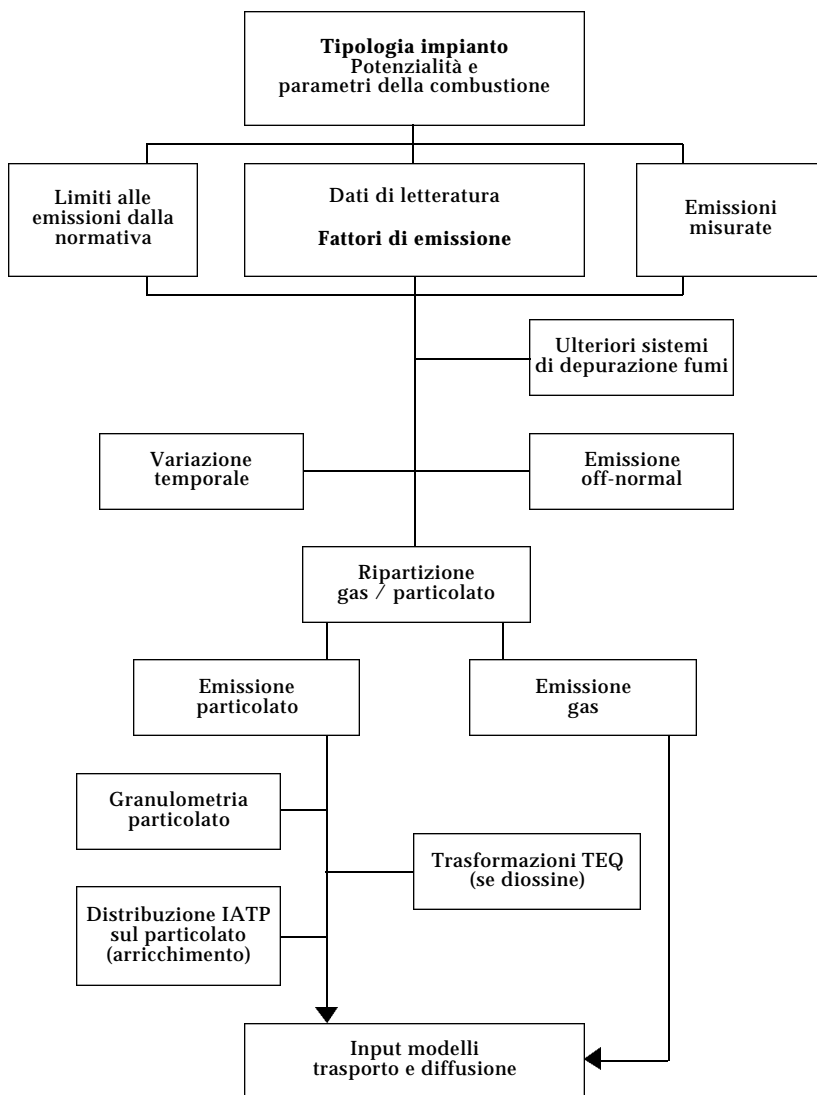 Tipologia impianto
Potenzialità e
parametri della combustione
Limiti alle
emissioni dalla
normativa
Dati di letteratura
Fattori di emissione
Emissioni
misurate
Ulteriori sistemi
di depurazione fumi
Variazione
temporale
Emissione
off-normal
Ripartizione
gas / particolato
Emissione
particolato
Emissione
gas
Granulometria
particolato
Trasformazioni TEQ
(se diossine)
Distribuzione IATP
sul particolato
(arricchimento)
Input modelli
trasporto e diffusione